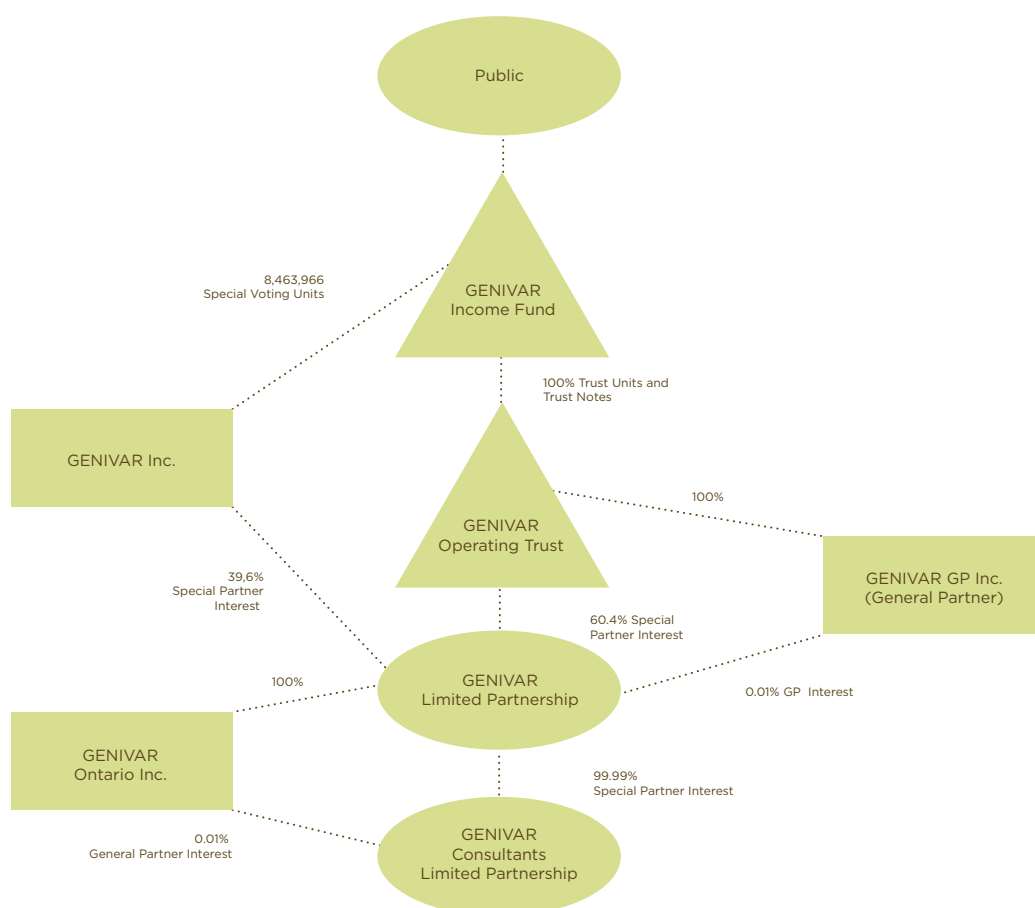 Public
GENIVAR
Income Fund
8,463,966
Special Voting Units
100% Trust Units and
Trust Notes
GENIVAR Inc.
GENIVAR
Operating Trust
100%
GENIVAR GP Inc.
(General Partner)
39,6%
Special Partner
Interest
60.4% Special
Partner Interest
GENIVAR
Limited Partnership
100%
0.01% GP Interest
GENIVAR
Ontario Inc.
99.99%
Special Partner Interest
0.01%
General Partner Interest
GENIVAR
Consultants
Limited Partnership